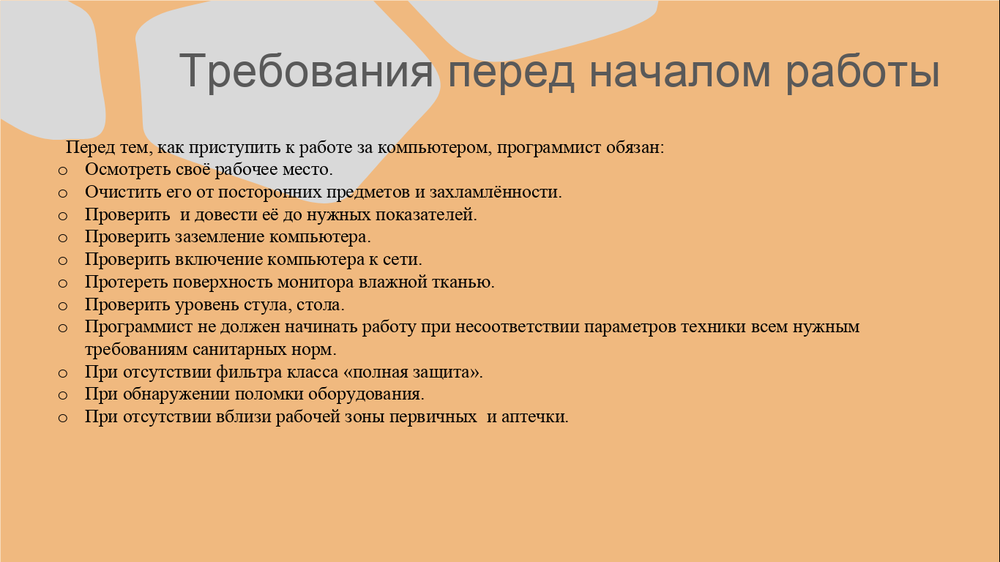 Требования перед началом работы
Перед тем, как приступить к работе за компьютером, программист обязан:
o Осмотреть своё рабочее место.
o Очистить его от посторонних предметов и захламлённости.
o Проверить  и довести её до нужных показателей.
o Проверить заземление компьютера.
o Проверить включение компьютера к сети.
o Протереть поверхность монитора влажной тканью.
o Проверить уровень стула, стола.
o Программист не должен начинать работу при несоответствии параметров техники всем нужным
требованиям санитарных норм.
o При отсутствии фильтра класса «полная защита».
o При обнаружении поломки оборудования.
o При отсутствии вблизи рабочей зоны первичных  и аптечки.